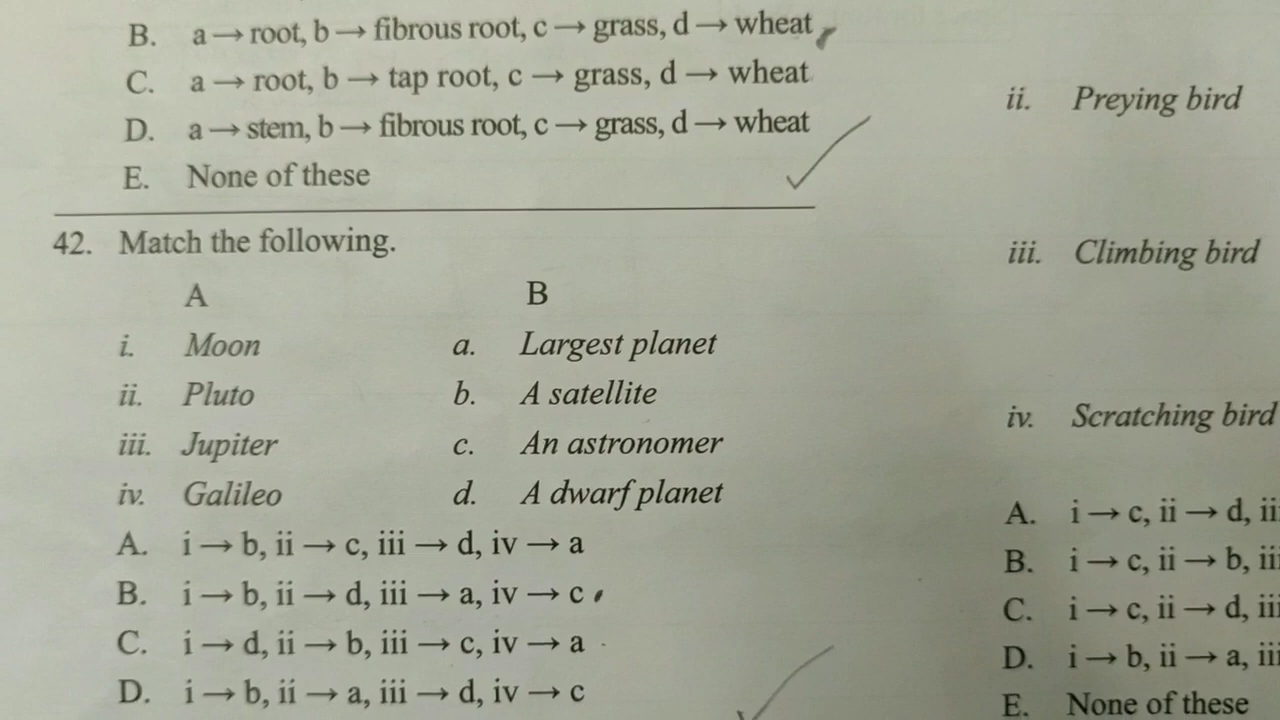 B. a → root, b → fibrous root, c → grass, d → wheat
C. a → root, b → tap root, c → grass, d → wheat
D. a → stem, b → fibrous root, c → grass, d → wheat
E. None of these
42. Match the following.
A B
i. Moon a. Largest planet
ii. Pluto b. A satellite
iii. Jupiter c. An astronomer
iv. Galileo d. A dwarf planet
A. i → b, ii → c, iii → d, iv → a
B. i → b, ii → d, iii → a, iv → c
C. i → d, ii → b, iii → c, iv → a
D. i → b, ii → a, iii → d, iv → c
ii. Preying bird
iii. Climbing bird
iv. Scratching bird
A. i → c, ii → d,
B. i → c, ii → b,
C. i → c, ii → d,
D. i → b, ii → a,
E. None of these